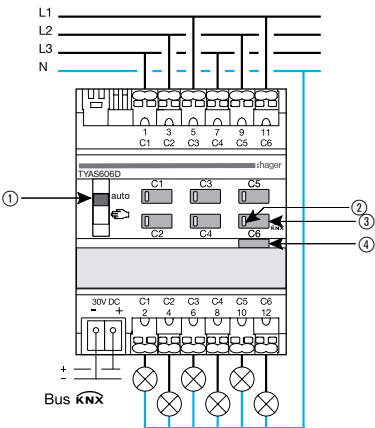 L1
L2
L3
N
1 3 5 7 9 11
C1 C2 C3 C4 C5 C6
:hager
TYAS606D
① auto
C1 C3 C5
②
③
KNX
C2 C4 C6
④
30V DC
- +
C1 C2 C3 C4 C5 C6
2 4 6 8 10 12
+
-
Bus KNX